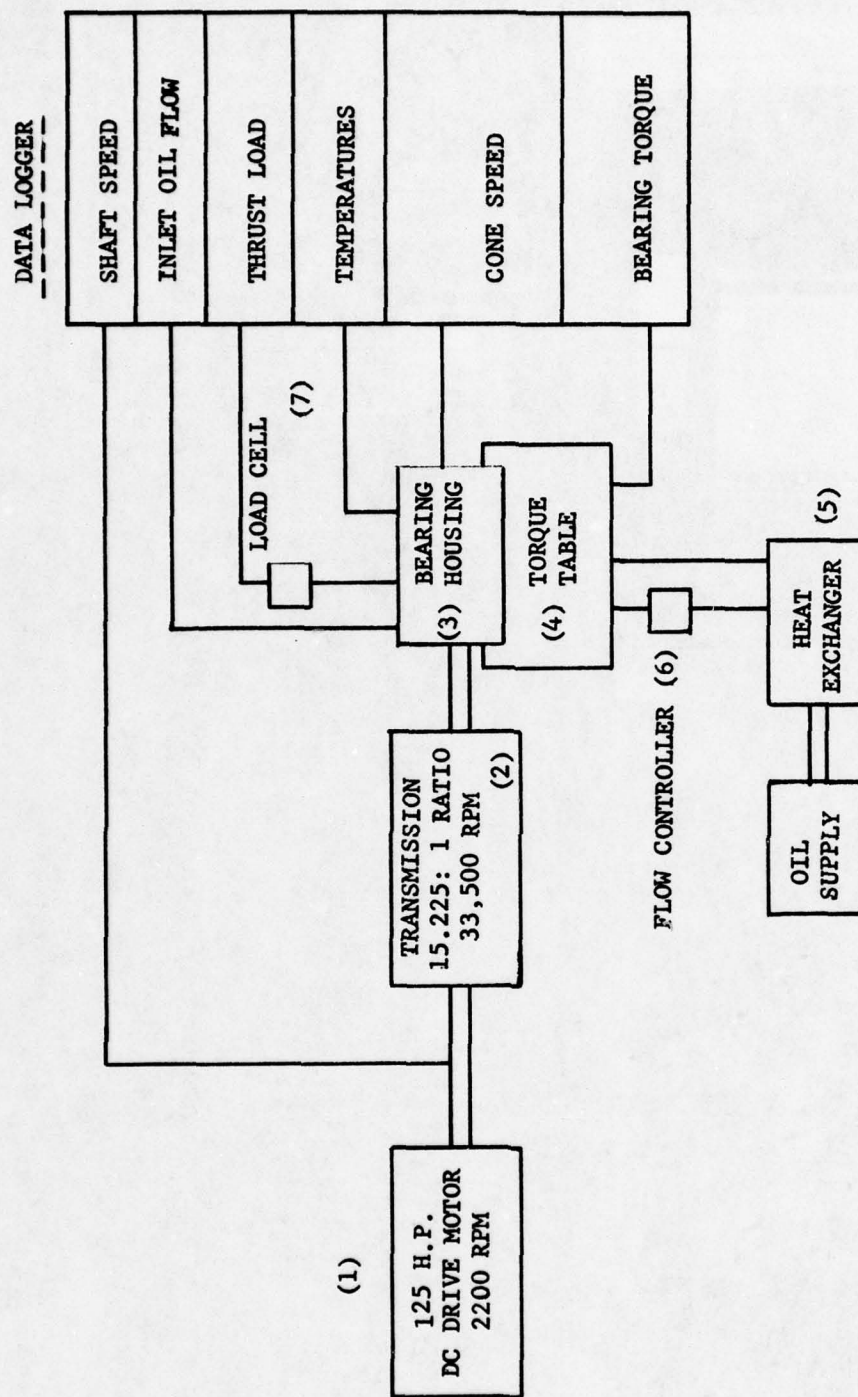 DATA LOGGER
SHAFT SPEED
INLET OIL FLOW
THRUST LOAD
TEMPERATURES
CONE SPEED
BEARING TORQUE
LOAD CELL
(7)
(1)
125 H.P.
DC DRIVE MOTOR
2200 RPM
TRANSMISSION
15.225: 1 RATIO
33,500 RPM
(2)
BEARING
HOUSING
(3)
TORQUE
TABLE
(4)
FLOW CONTROLLER (6)
OIL
SUPPLY
HEAT
EXCHANGER
(5)